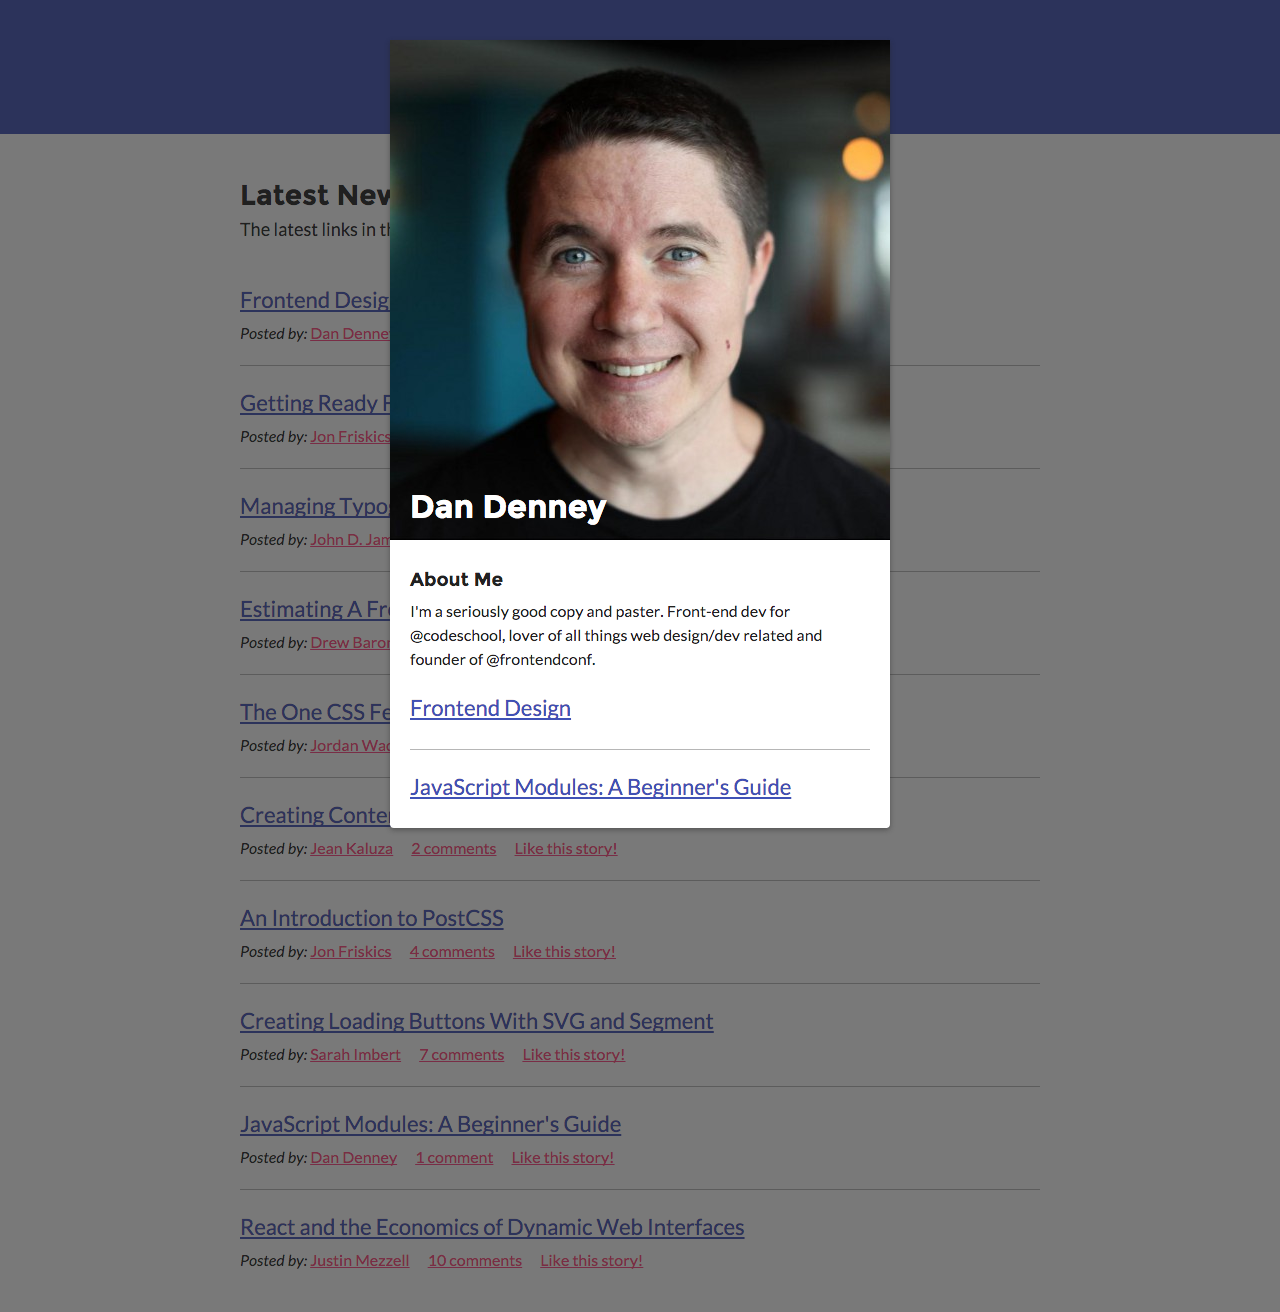 Latest New
The latest links in th
Frontend Desig
Posted by: Dan Denney
Getting Ready F
Posted by: Jon Friskics
Managing Typog
Posted by: John D. Jam
Estimating A Fro
Posted by: Drew Baron
The One CSS Fe
Posted by: Jordan Wad
Dan Denney
About Me
I'm a seriously good copy and paster. Front-end dev for
@codeschool, lover of all things web design/dev related and
founder of @frontendconf.
Frontend Design
JavaScript Modules: A Beginner's Guide
Creating Conte
Posted by: Jean Kaluza 2 comments Like this story!
An Introduction to PostCSS
Posted by: Jon Friskics 4 comments Like this story!
Creating Loading Buttons With SVG and Segment
Posted by: Sarah Imbert 7 comments Like this story!
JavaScript Modules: A Beginner's Guide
Posted by: Dan Denney 1 comment Like this story!
React and the Economics of Dynamic Web Interfaces
Posted by: Justin Mezzell 10 comments Like this story!